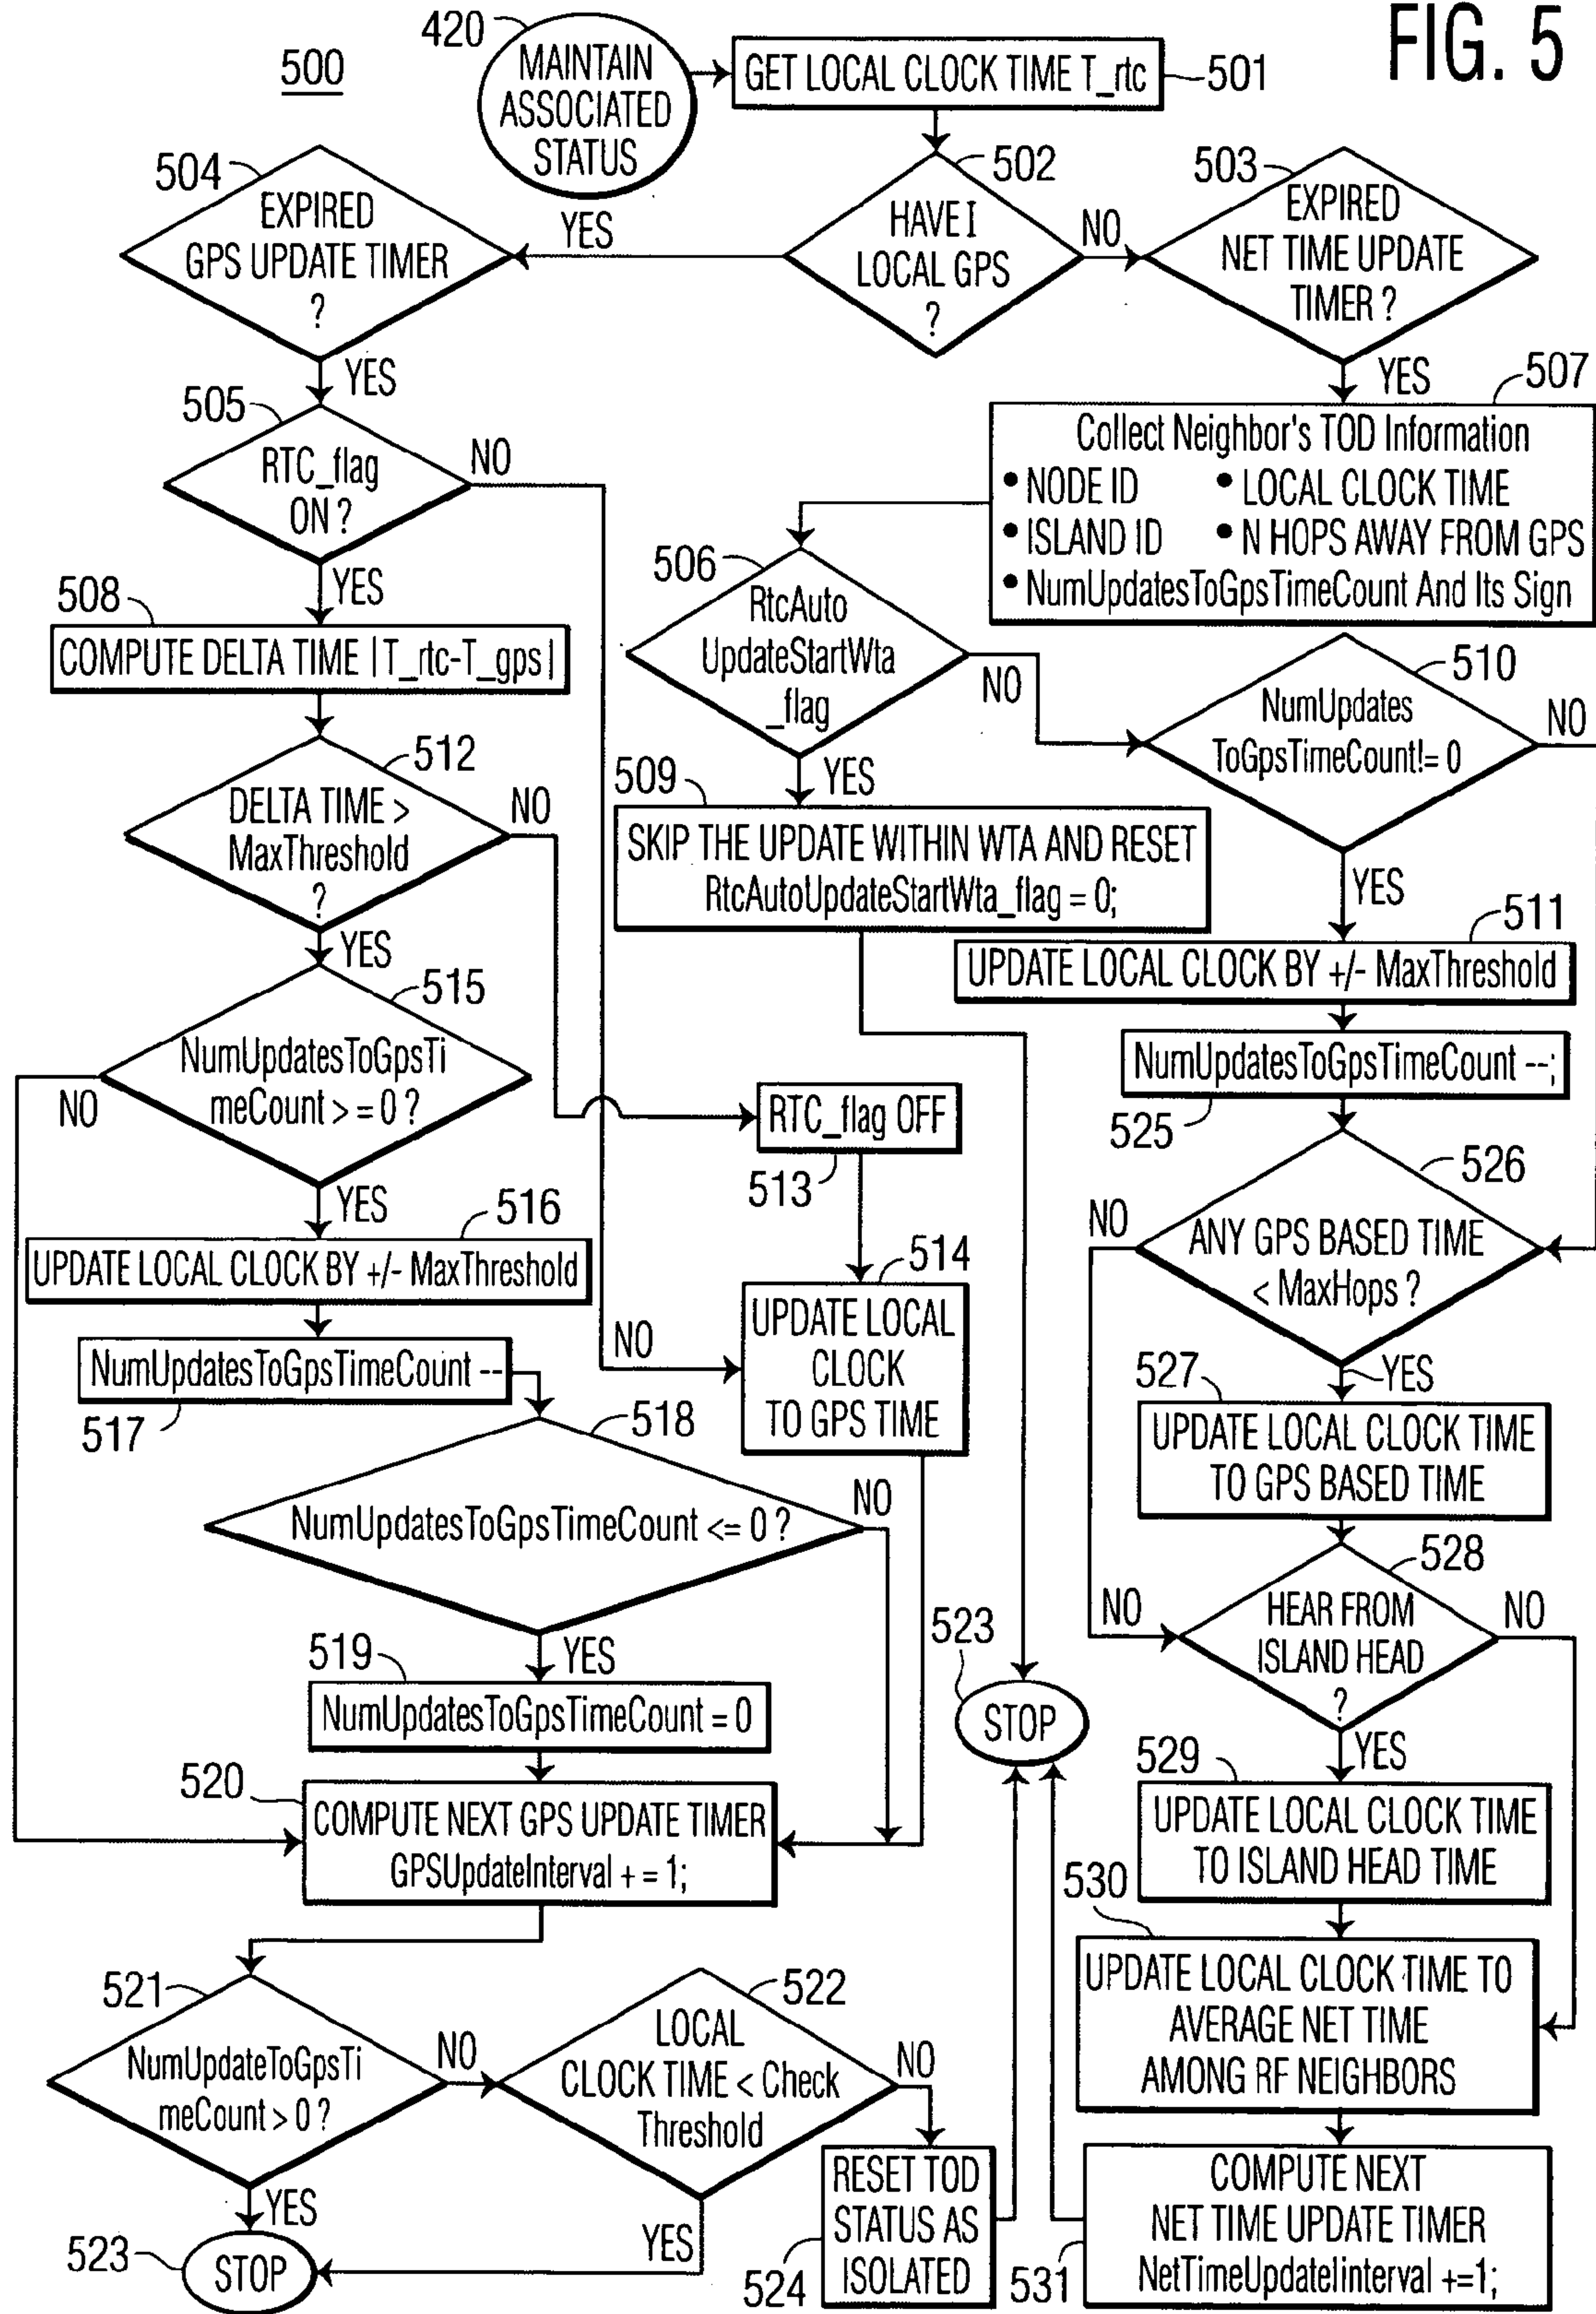 FIG. 5
500
420
MAINTAIN
ASSOCIATED
STATUS
GET LOCAL CLOCK TIME T_rtc
501
502
HAVE I
LOCAL GPS
?
YES
NO
503
EXPIRED
NET TIME UPDATE
TIMER ?
YES
504
EXPIRED
GPS UPDATE TIMER
?
YES
505
RTC_flag
ON ?
NO
YES
507
Collect Neighbor's TOD Information
• NODE ID
• LOCAL CLOCK TIME
• ISLAND ID
• N HOPS AWAY FROM GPS
• NumUpdatesToGpsTimeCount And Its Sign
506
RtcAuto
UpdateStartWta
_flag
NO
YES
508
COMPUTE DELTA TIME |T_rtc-T_gps|
510
NumUpdates
ToGpsTimeCount!= 0
NO
YES
509
SKIP THE UPDATE WITHIN WTA AND RESET
RtcAutoUpdateStartWta_flag = 0;
512
DELTA TIME >
MaxThreshold
?
NO
YES
511
UPDATE LOCAL CLOCK BY +/- MaxThreshold
515
NumUpdatesToGpsTi
meCount > = 0 ?
NO
YES
NumUpdatesToGpsTimeCount --;
525
RTC_flag OFF
513
516
UPDATE LOCAL CLOCK BY +/- MaxThreshold
526
ANY GPS BASED TIME
< MaxHops ?
NO
YES
514
UPDATE LOCAL
CLOCK
TO GPS TIME
NO
NumUpdatesToGpsTimeCount --
517
527
UPDATE LOCAL CLOCK TIME
TO GPS BASED TIME
518
NumUpdatesToGpsTimeCount <= 0 ?
NO
YES
528
HEAR FROM
ISLAND HEAD
?
NO
NO
YES
519
NumUpdatesToGpsTimeCount = 0
523
STOP
520
COMPUTE NEXT GPS UPDATE TIMER
GPSUpdateInterval + = 1;
529
UPDATE LOCAL CLOCK TIME
TO ISLAND HEAD TIME
530
UPDATE LOCAL CLOCK TIME TO
AVERAGE NET TIME
AMONG RF NEIGHBORS
521
NumUpdateToGpsTi
meCount > 0 ?
NO
YES
522
LOCAL
CLOCK TIME < Check
Threshold
NO
YES
523
STOP
RESET TOD
STATUS AS
ISOLATED
524
COMPUTE NEXT
NET TIME UPDATE TIMER
NetTimeUpdateIinterval +=1;
531